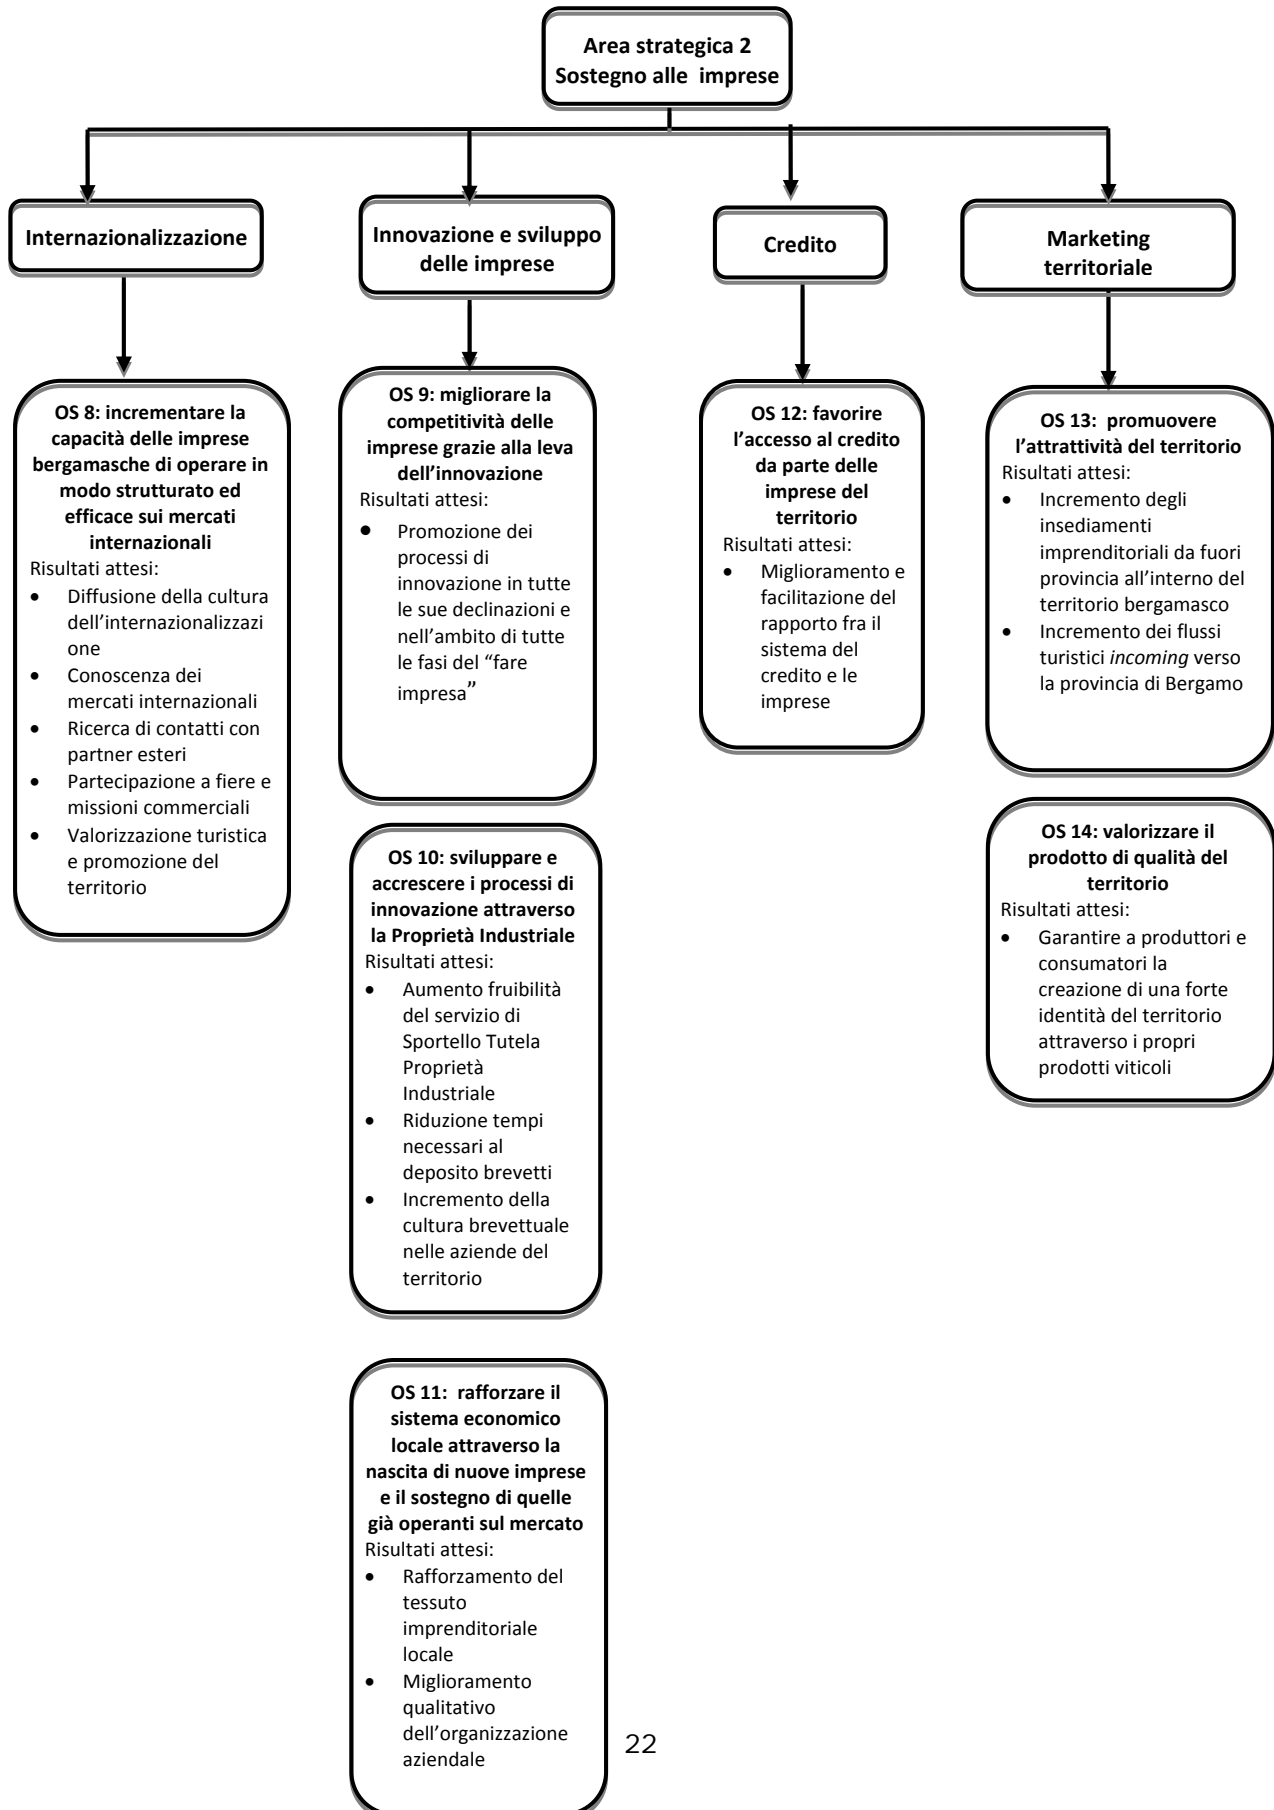 Area strategica 2
Sostegno alle  imprese
Internazionalizzazione
Innovazione e sviluppo
delle imprese
Credito
Marketing
territoriale
OS 8: incrementare la
capacità delle imprese
bergamasche di operare in
modo strutturato ed
efficace sui mercati
internazionali
Risultati attesi:
• Diffusione della cultura
dell’internazionalizzazi
one
• Conoscenza dei
mercati internazionali
• Ricerca di contatti con
partner esteri
• Partecipazione a fiere e
missioni commerciali
• Valorizzazione turistica
e promozione del
territorio
OS 9: migliorare la
competitività delle
imprese grazie alla leva
dell’innovazione
Risultati attesi:
• Promozione dei
processi di
innovazione in tutte
le sue declinazioni e
nell’ambito di tutte
le fasi del “fare
impresa”
OS 10: sviluppare e
accrescere i processi di
innovazione attraverso
la Proprietà Industriale
Risultati attesi:
• Aumento fruibilità
del servizio di
Sportello Tutela
Proprietà
Industriale
• Riduzione tempi
necessari al
deposito brevetti
• Incremento della
cultura brevettuale
nelle aziende del
territorio
OS 11:  rafforzare il
sistema economico
locale attraverso la
nascita di nuove imprese
e il sostegno di quelle
già operanti sul mercato
Risultati attesi:
• Rafforzamento del
tessuto
imprenditoriale
locale
• Miglioramento
qualitativo
dell’organizzazione
aziendale
OS 12: favorire
l’accesso al credito
da parte delle
imprese del
territorio
Risultati attesi:
• Miglioramento e
facilitazione del
rapporto fra il
sistema del
credito e le
imprese
OS 13:  promuovere
l’attrattività del territorio
Risultati attesi:
• Incremento degli
insediamenti
imprenditoriali da fuori
provincia all’interno del
territorio bergamasco
• Incremento dei flussi
turistici incoming verso
la provincia di Bergamo
OS 14: valorizzare il
prodotto di qualità del
territorio
Risultati attesi:
• Garantire a produttori e
consumatori la
creazione di una forte
identità del territorio
attraverso i propri
prodotti viticoli
22